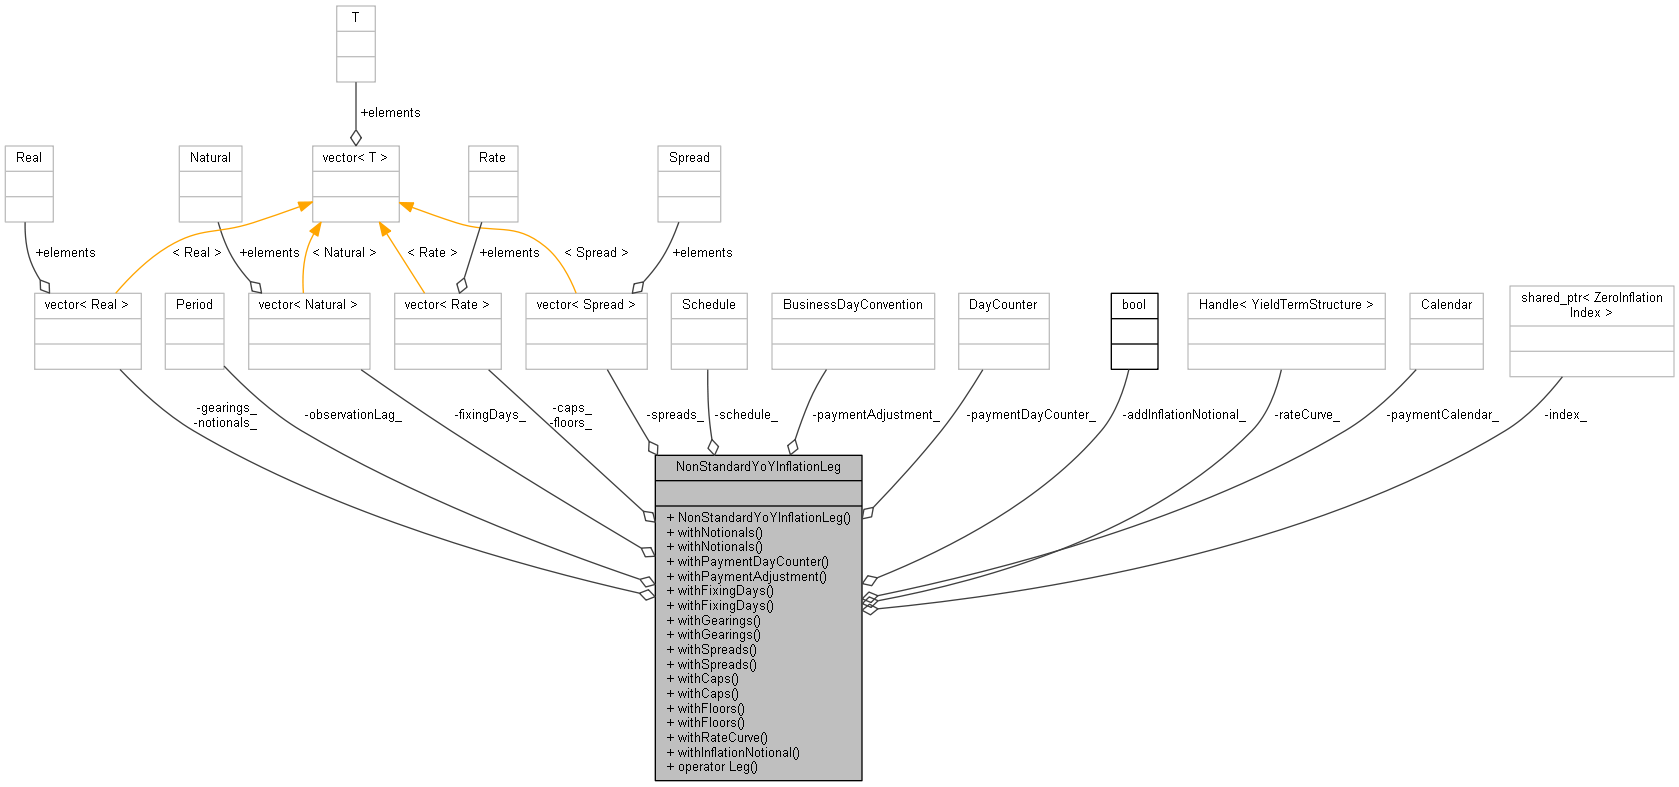 T
+elements
Real
Natural
vector< T >
Rate
Spread
+elements
< Real >
+elements
< Natural >
< Rate >
+elements
< Spread >
+elements
vector< Real >
Period
vector< Natural >
vector< Rate >
vector< Spread >
Schedule
BusinessDayConvention
DayCounter
bool
Handle< YieldTermStructure >
Calendar
shared_ptr< ZeroInflation
Index >
-gearings_
-notionals_
-observationLag_
-fixingDays_
-caps_
-floors_
-spreads_
-schedule_
-paymentAdjustment_
-paymentDayCounter_
-addInflationNotional_
-rateCurve_
-paymentCalendar_
-index_
NonStandardYoYInflationLeg
+ NonStandardYoYInflationLeg()
+ withNotionals()
+ withNotionals()
+ withPaymentDayCounter()
+ withPaymentAdjustment()
+ withFixingDays()
+ withFixingDays()
+ withGearings()
+ withGearings()
+ withSpreads()
+ withSpreads()
+ withCaps()
+ withCaps()
+ withFloors()
+ withFloors()
+ withRateCurve()
+ withInflationNotional()
+ operator Leg()